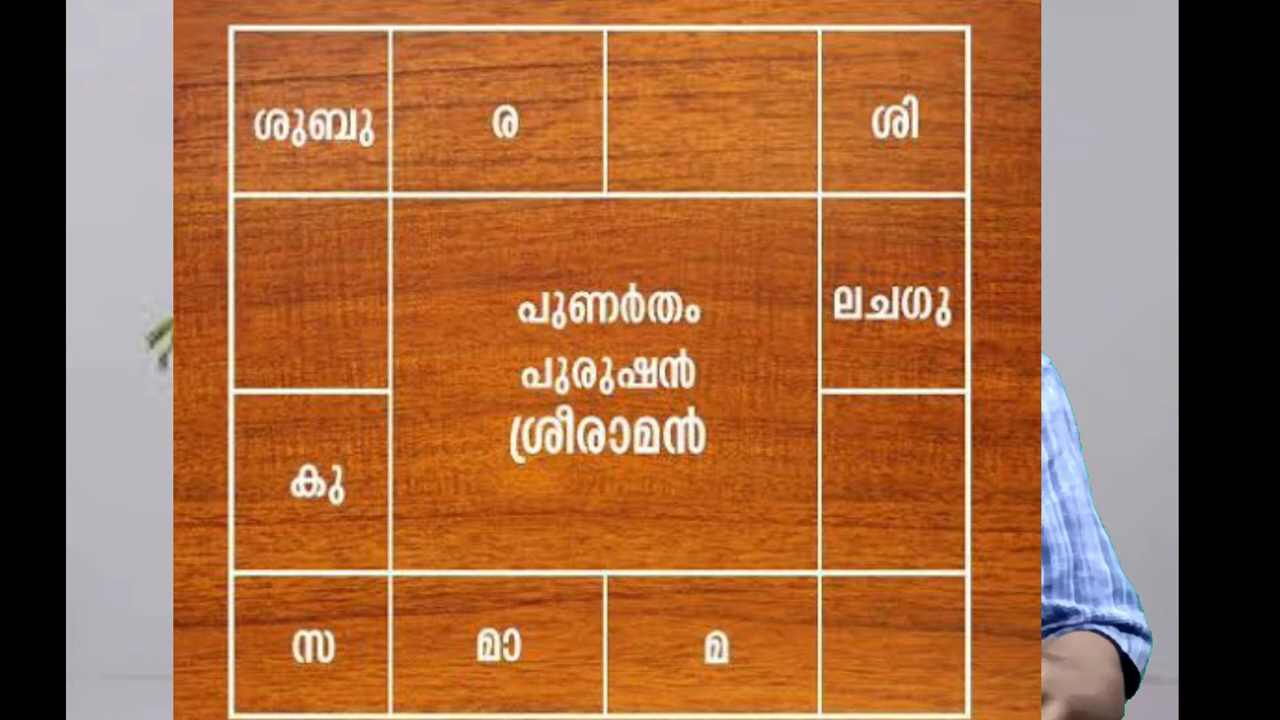 ശുബു
ര
ശി
ലചഗു
പുണർതം
പുരുഷൻ
ശ്രീരാമൻ
കു
സ
മാ
മ